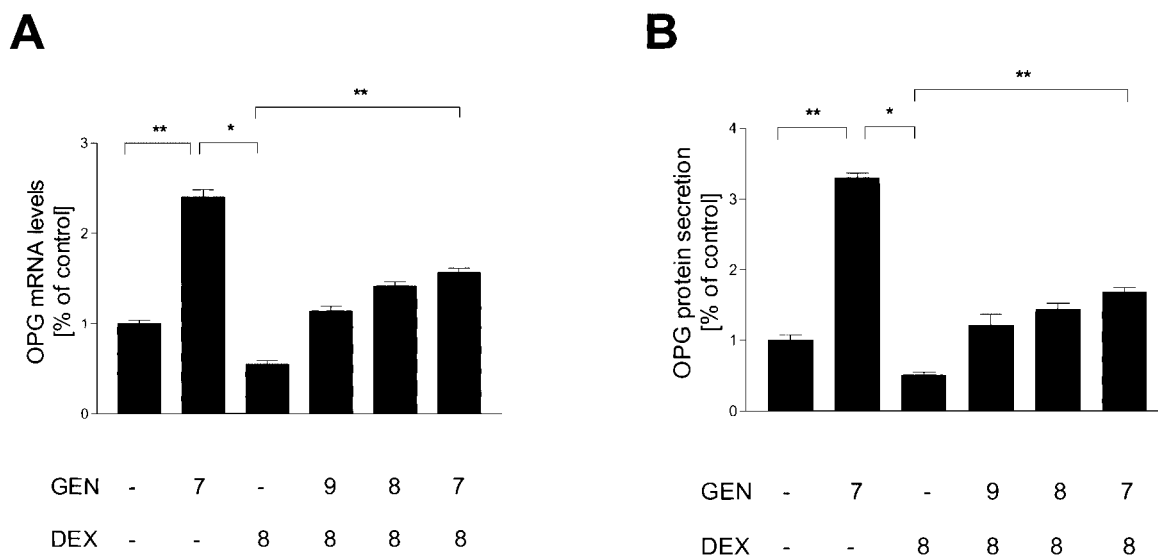 A
** * **
3
2
1
0
OPG mRNA levels
[% of control]
GEN - 7 - 9 8 7
DEX - - 8 8 8 8
B
** * **
4
3
2
1
0
OPG protein secretion
[% of control]
GEN - 7 - 9 8 7
DEX - - 8 8 8 8